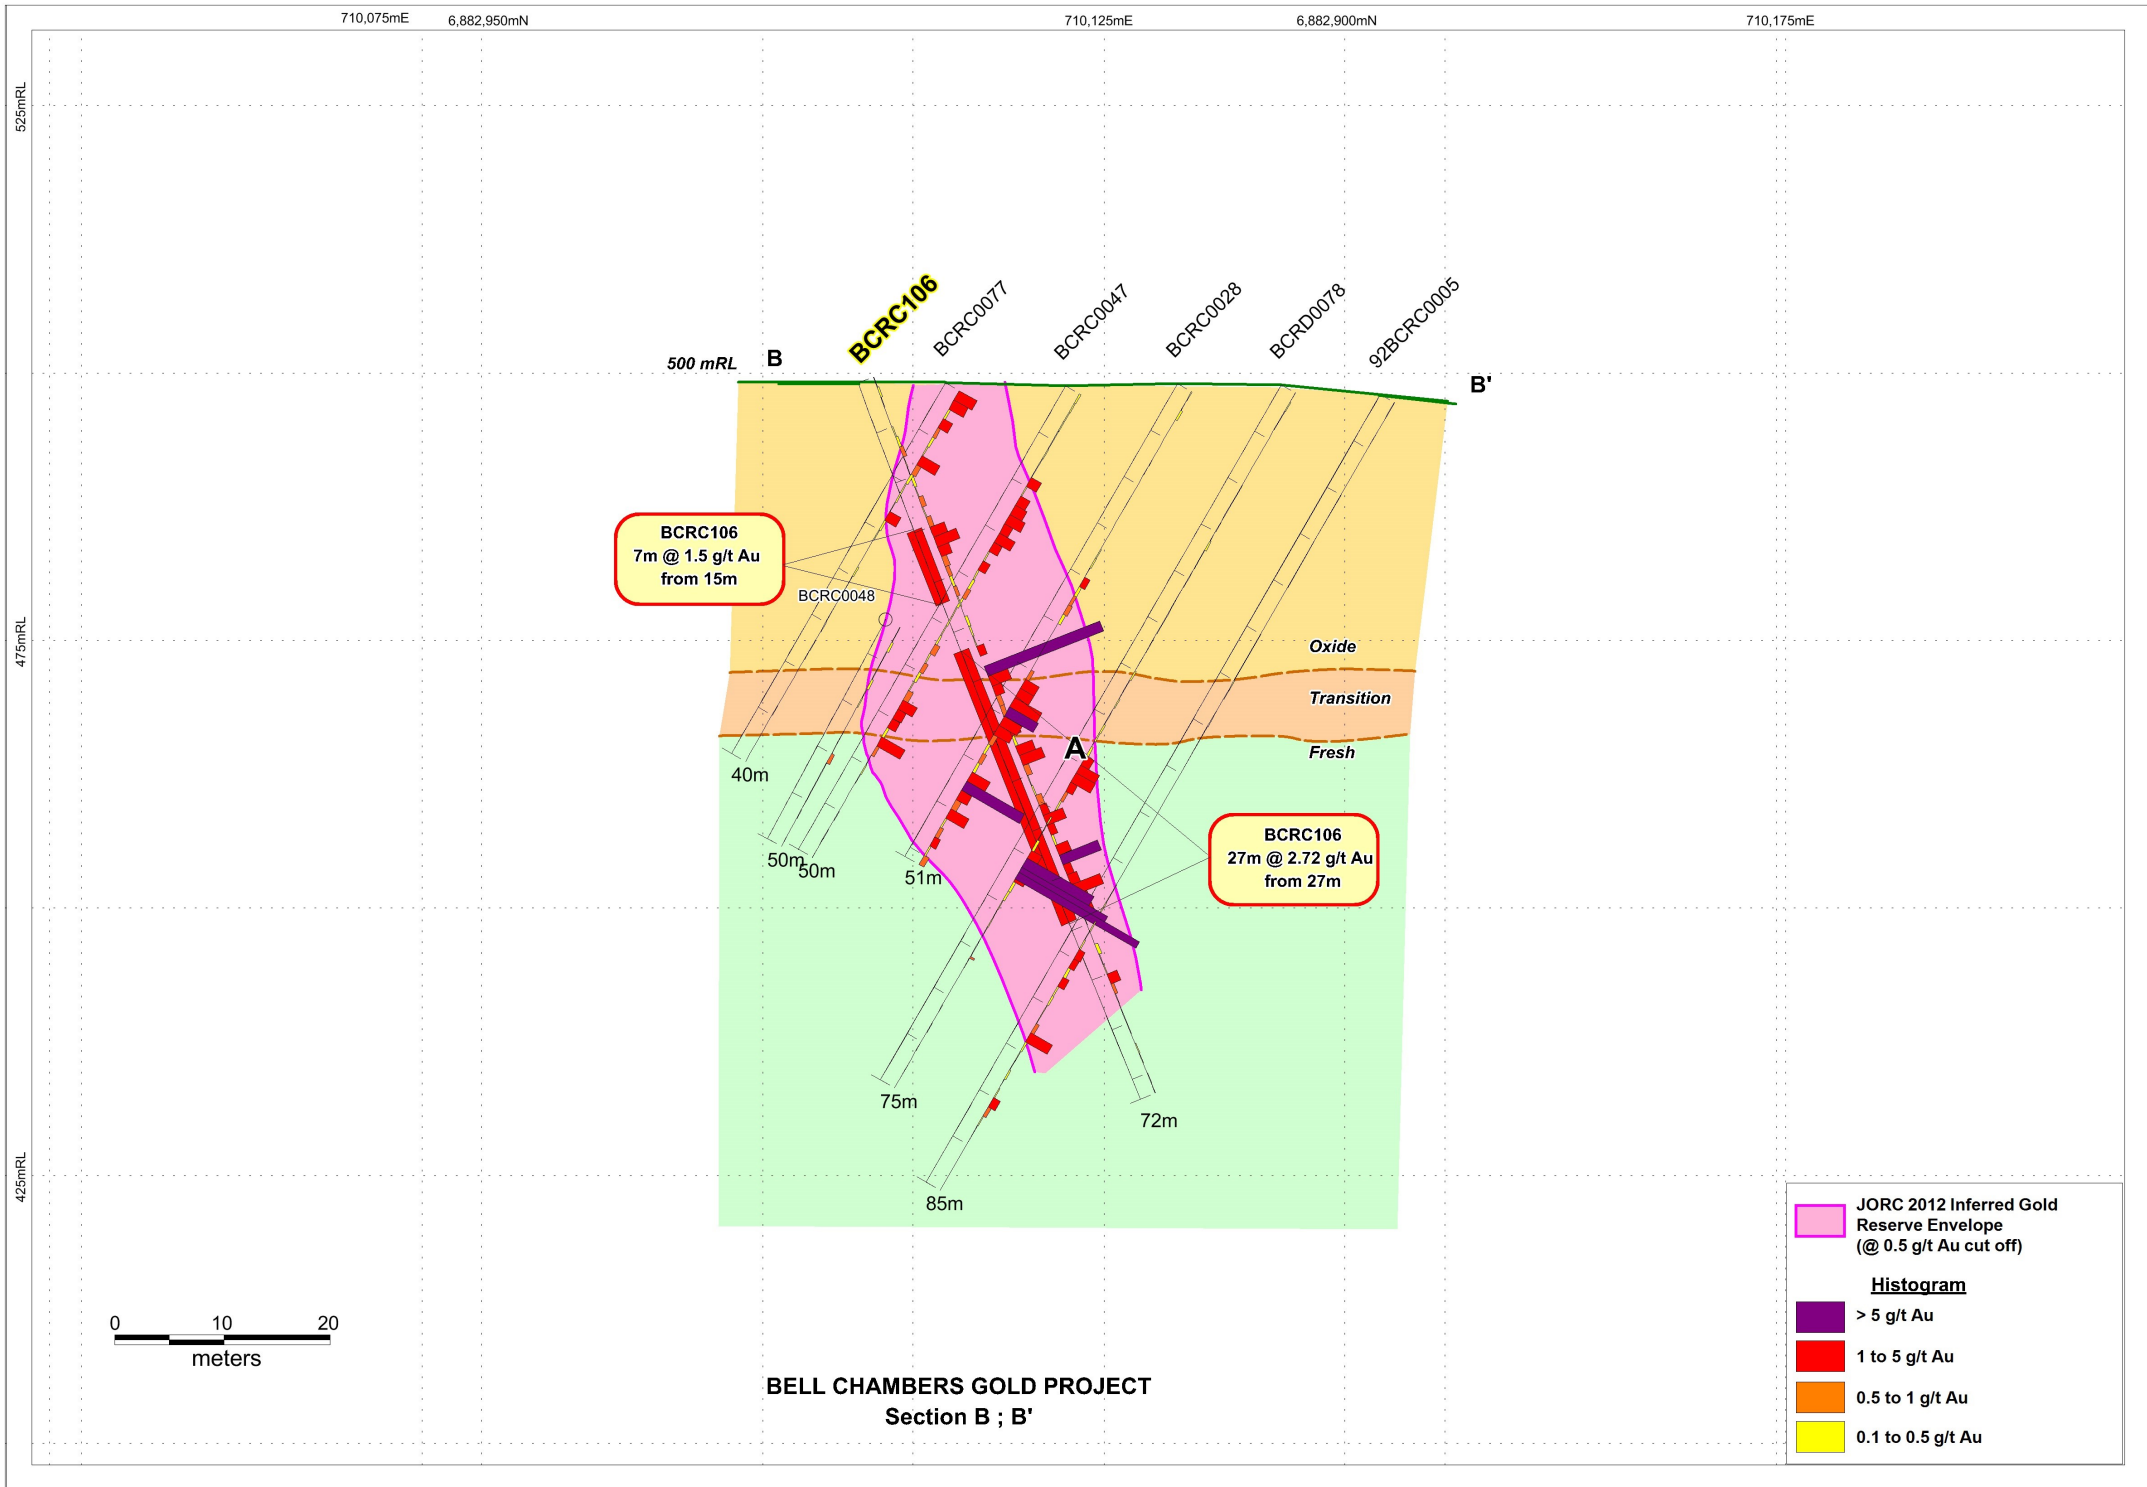 710,075mE
6,882,950mN
710,125mE
6,882,900mN
710,175mE
525mRL
BCRC106
BCRC0077
BCRC0047
BCRC0028
BCRD0078
92BCRC0005
500 mRL
B
B'
BCRC106
7m @ 1.5 g/t Au
from 15m
BCRC0048
475mRL
Oxide
Transition
Fresh
A
40m
BCRC106
27m @ 2.72 g/t Au
from 27m
50m
50m
51m
75m
72m
85m
425mRL
JORC 2012 Inferred Gold
Reserve Envelope
(@ 0.5 g/t Au cut off)
Histogram
> 5 g/t Au
1 to 5 g/t Au
0.5 to 1 g/t Au
0.1 to 0.5 g/t Au
0 10 20
meters
BELL CHAMBERS GOLD PROJECT
Section B ; B'